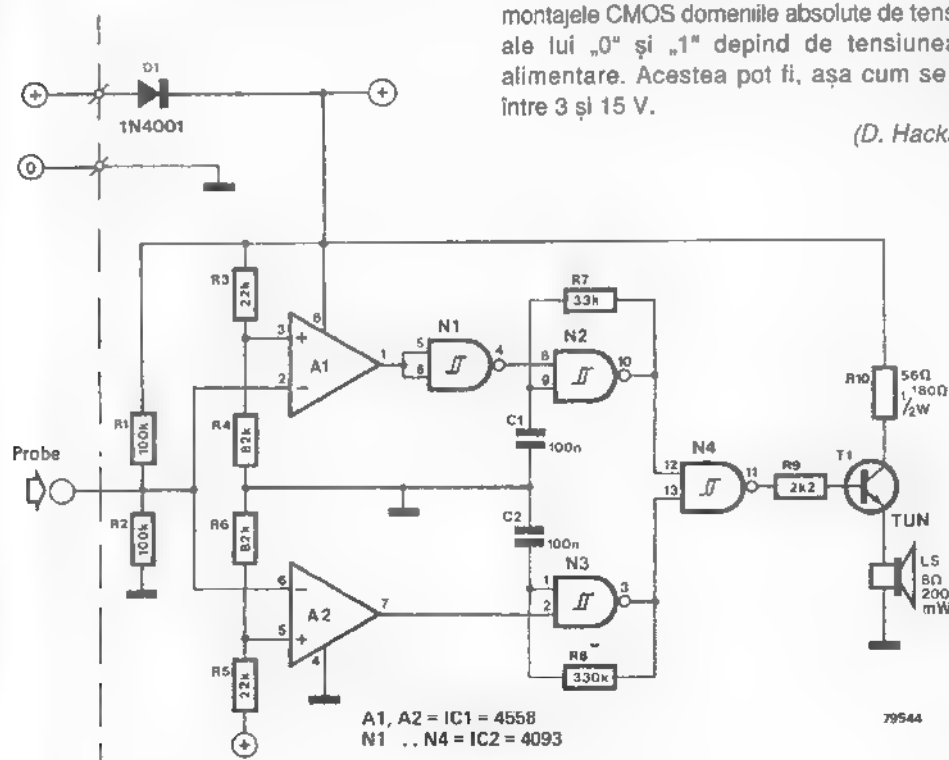 montajele CMOS domeniile absolute de tens
ale lui „0" și „1" depind de tensiunea
alimentare. Acestea pot fi, așa cum se
între 3 și 15 V.
(D. Hack
D1
+
+
1N4001
0
R3
22k
8
R7
33k
N1
N2
3
A1
1
5
6
4
8
9
10
2
R10
56Ω
180Ω
1/2W
R1
100k
R4
82k
C1
100n
N4
T1
Probe
12
13
11
R9
2k2
R2
100k
R6
82k
C2
100n
TUN
N3
LS
8Ω
200
mW
6
A2
7
1
2
3
5
4
R5
22k
R8
330k
+
A1, A2 = IC1 = 4558
N1 .. N4 = IC2 = 4093
79544